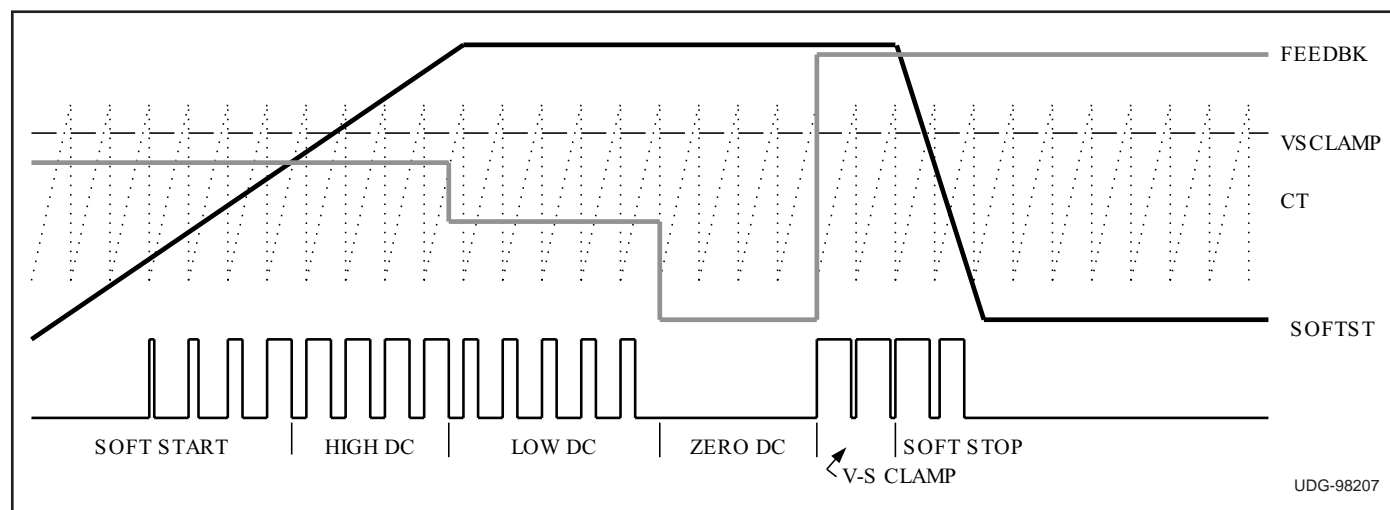 FEEDBK
VSCLAMP
CT
SOFTST
SOFT START
HIGH DC
LOW DC
ZERO DC
SOFT STOP
V-S CLAMP
UDG-98207